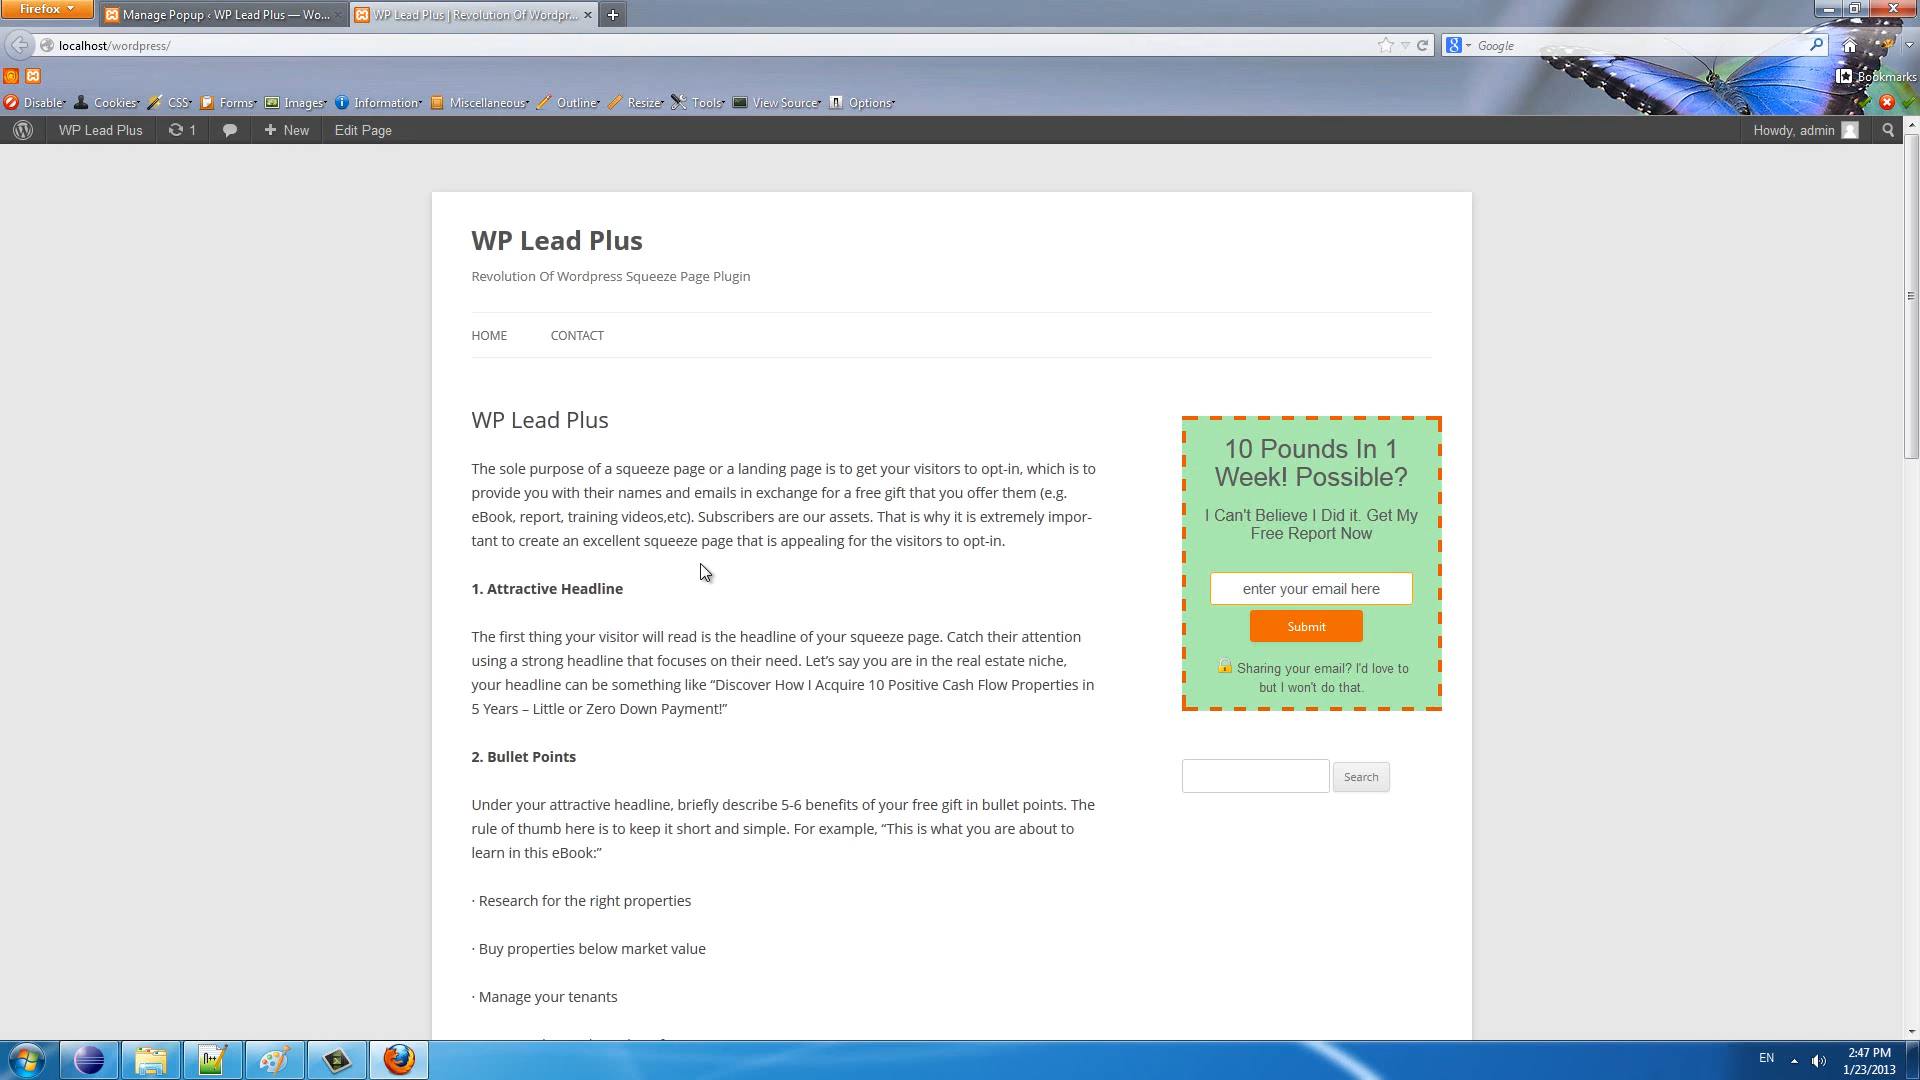 Firefox
Manage Popup ‹ WP Lead Plus — Wo...
WP Lead Plus | Revolution Of Wordpr...
localhost/wordpress/
Google
Bookmarks
Disable
Cookies
CSS
Forms
Images
Information
Miscellaneous
Outline
Resize
Tools
View Source
Options
WP Lead Plus
1
New
Edit Page
Howdy, admin
WP Lead Plus
Revolution Of Wordpress Squeeze Page Plugin
HOME
CONTACT
WP Lead Plus
The sole purpose of a squeeze page or a landing page is to get your visitors to opt-in, which is to
provide you with their names and emails in exchange for a free gift that you offer them (e.g.
eBook, report, training videos,etc). Subscribers are our assets. That is why it is extremely impor-
tant to create an excellent squeeze page that is appealing for the visitors to opt-in.
1. Attractive Headline
The first thing your visitor will read is the headline of your squeeze page. Catch their attention
using a strong headline that focuses on their need. Let’s say you are in the real estate niche,
your headline can be something like “Discover How I Acquire 10 Positive Cash Flow Properties in
5 Years – Little or Zero Down Payment!”
2. Bullet Points
Under your attractive headline, briefly describe 5-6 benefits of your free gift in bullet points. The
rule of thumb here is to keep it short and simple. For example, “This is what you are about to
learn in this eBook:”
· Research for the right properties
· Buy properties below market value
· Manage your tenants
10 Pounds In 1
Week! Possible?
I Can't Believe I Did it. Get My
Free Report Now
enter your email here
Submit
Sharing your email? I'd love to
but I won't do that.
Search
EN
2:47 PM
1/23/2013